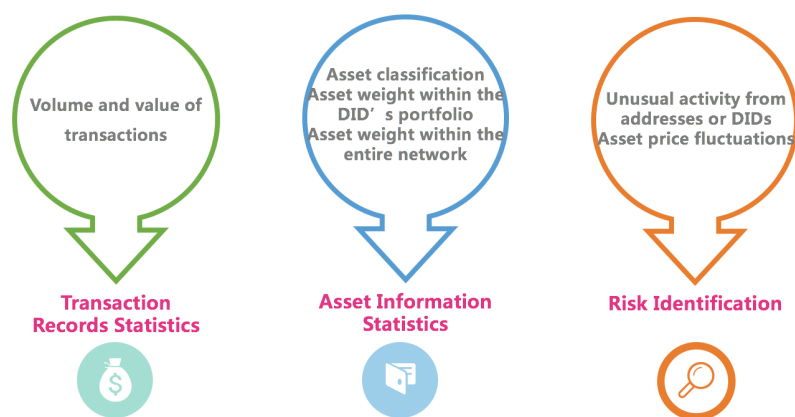 Volume and value of
transactions
Transaction
Records Statistics
$
Asset classification
Asset weight within the
DID’s portfolio
Asset weight within the
entire network
Asset Information
Statistics
Unusual activity from
addresses or DIDs
Asset price fluctuations
Risk Identification